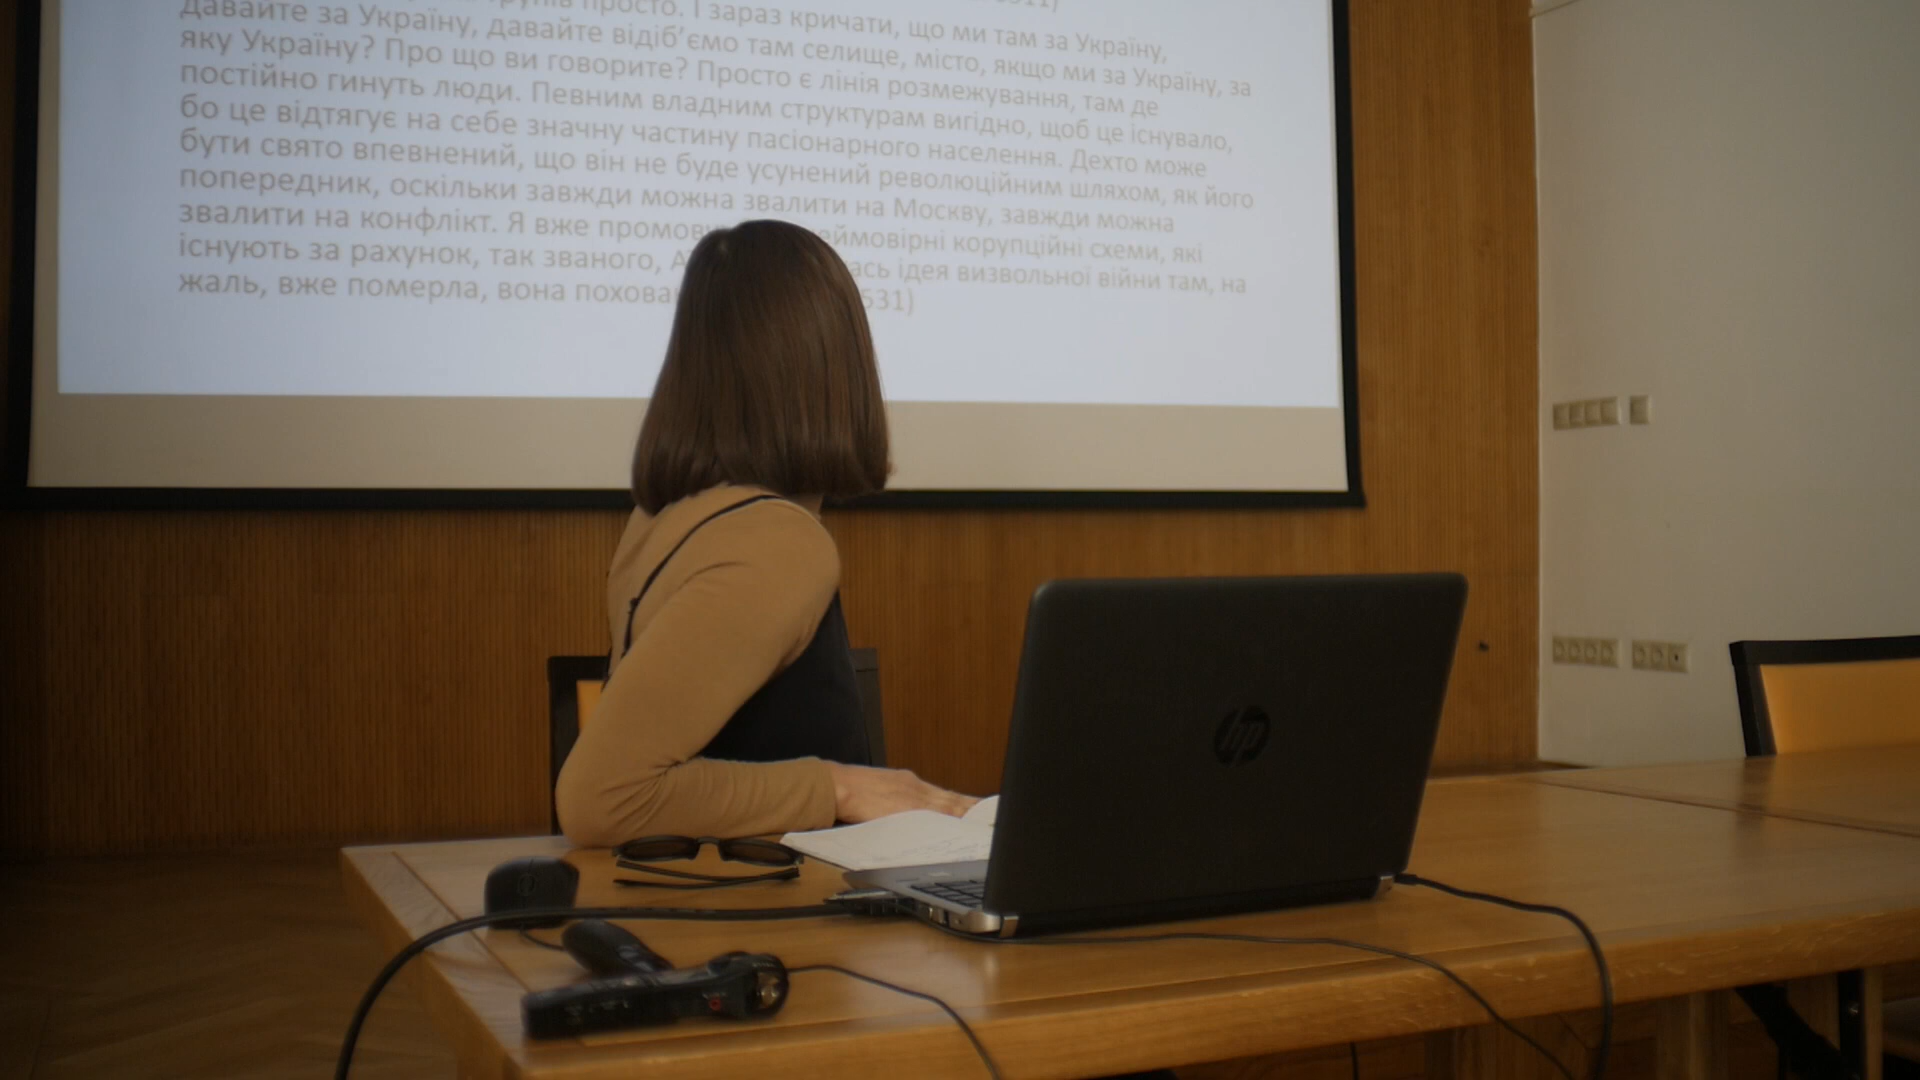 трупів просто. І зараз кричати, що ми там за Україну,
давайте за Україну, давайте відіб’ємо там селище, місто, якщо ми за Україну, за
яку Україну? Про що ви говорите? Просто є лінія розмежування, там де
постійно гинуть люди. Певним владним структурам вигідно, щоб це існувало,
бо це відтягує на себе значну частину пасіонарного населення. Дехто може
бути свято впевнений, що він не буде усунений революційним шляхом, як його
попередник, оскільки завжди можна звалити на Москву, завжди можна
звалити на конфлікт. Я вже промов еймовірні корупційні схеми, які
існують за рахунок, так званого, А ась ідея визвольної війни там, на
жаль, вже померла, вона похова 631)
hp